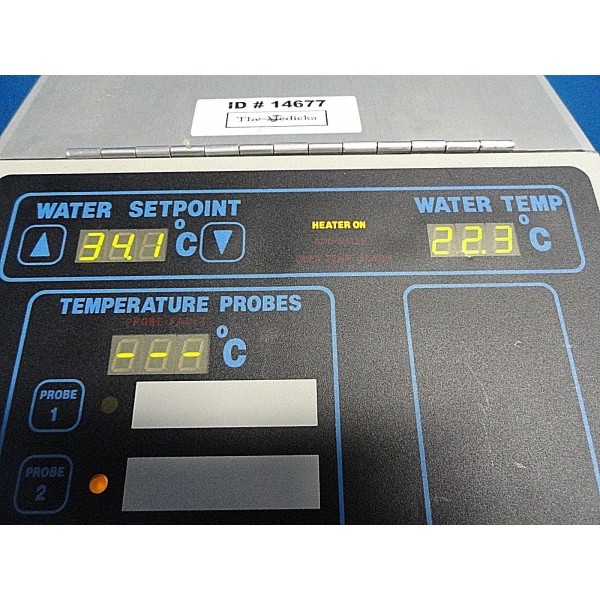 ID # 14677
The Medicha
WATER SETPOINT
34.1 °C
HEATER ON
WATER TEMP
22.3 °C
TEMPERATURE PROBES
--- °C
PROBE
1
PROBE
2